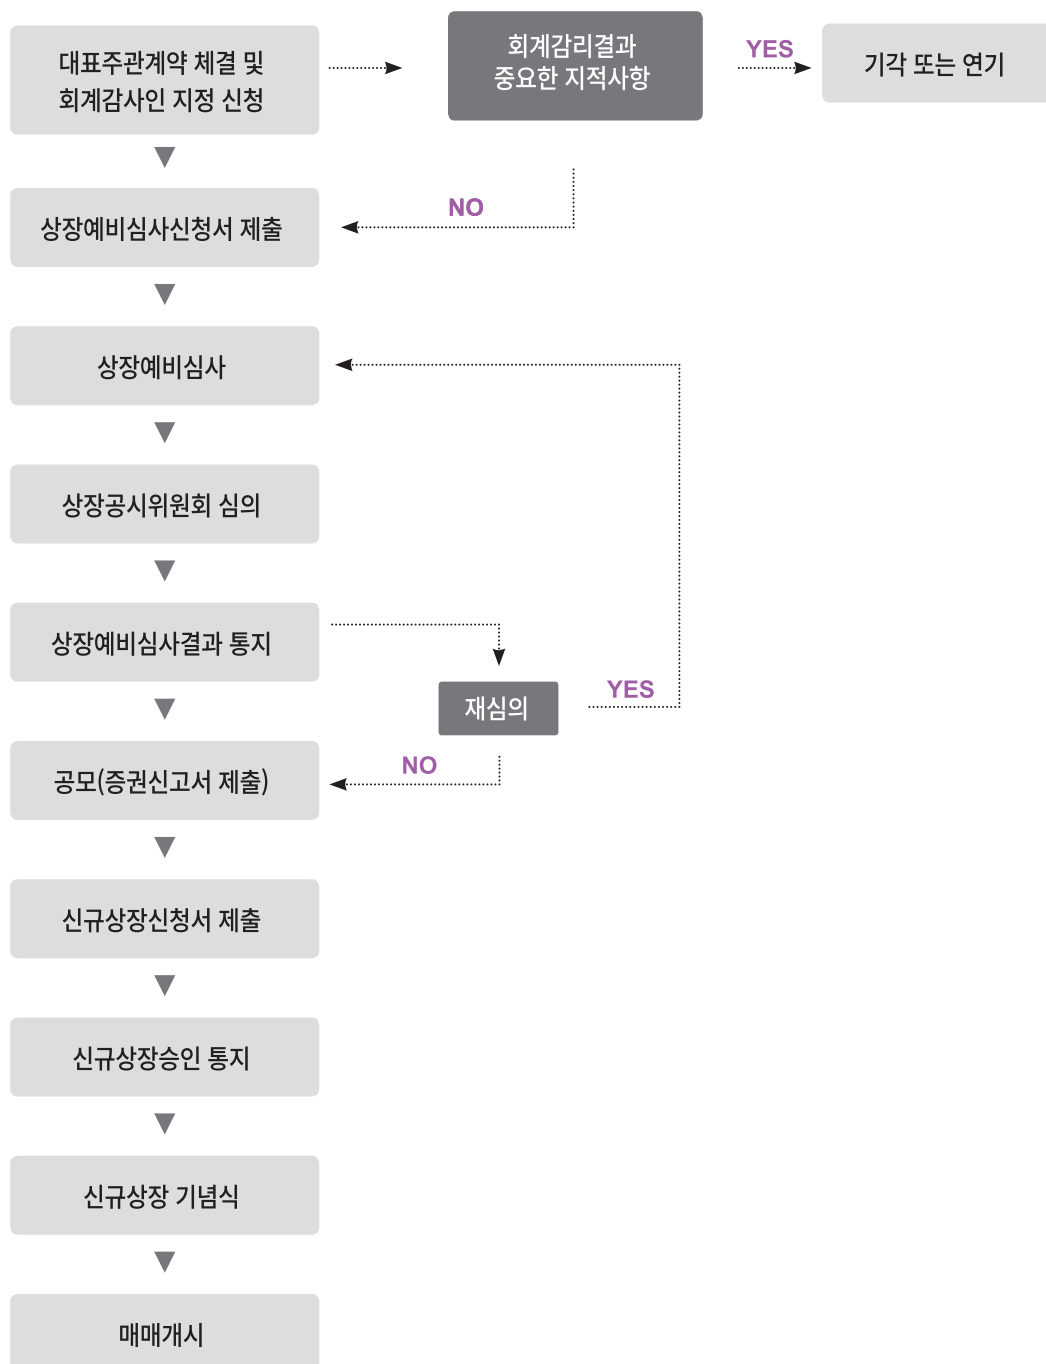 대표주관계약 체결 및
회계감사인 지정 신청
회계감리결과
중요한 지적사항
YES
기각 또는 연기
NO
상장예비심사신청서 제출
상장예비심사
상장공시위원회 심의
상장예비심사결과 통지
재심의
YES
NO
공모(증권신고서 제출)
신규상장신청서 제출
신규상장승인 통지
신규상장 기념식
매매개시